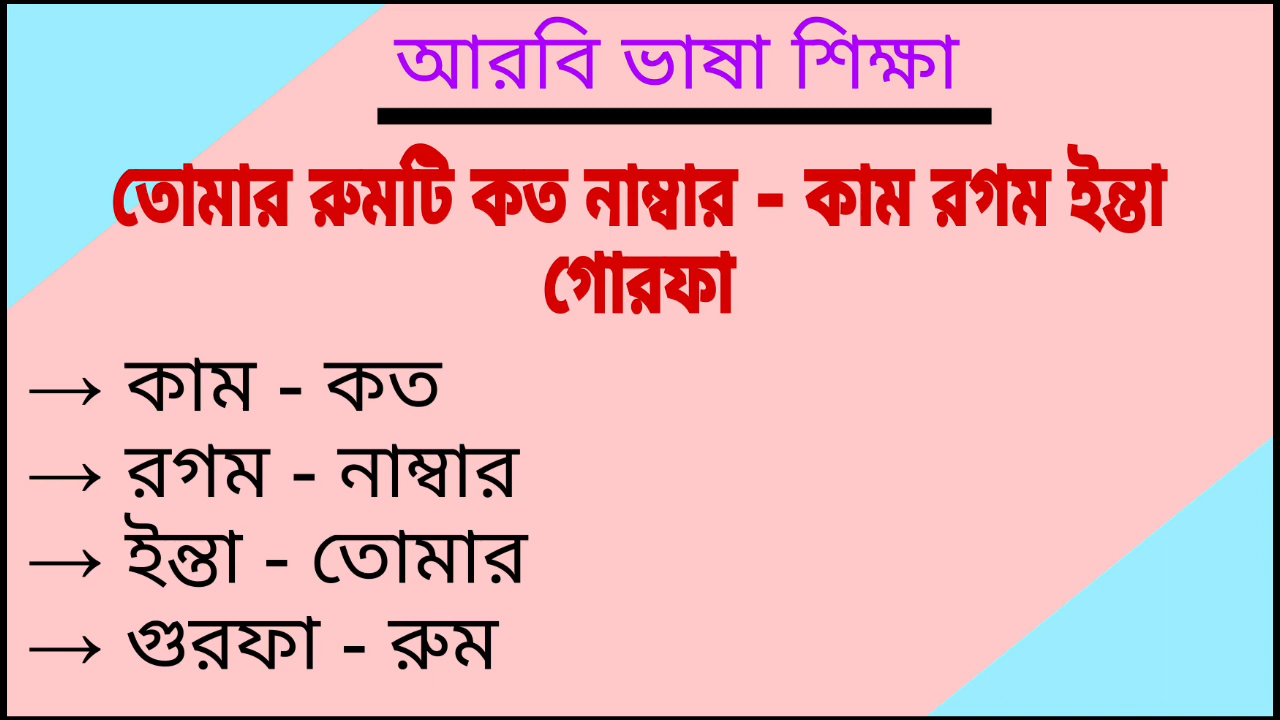 আরবি ভাষা শিক্ষা
তোমার রুমটি কত নাম্বার - কাম রগম ইন্তা
গোরফা
→ কাম - কত
→ রগম - নাম্বার
→ ইন্তা - তোমার
→ গুরফা - রুম